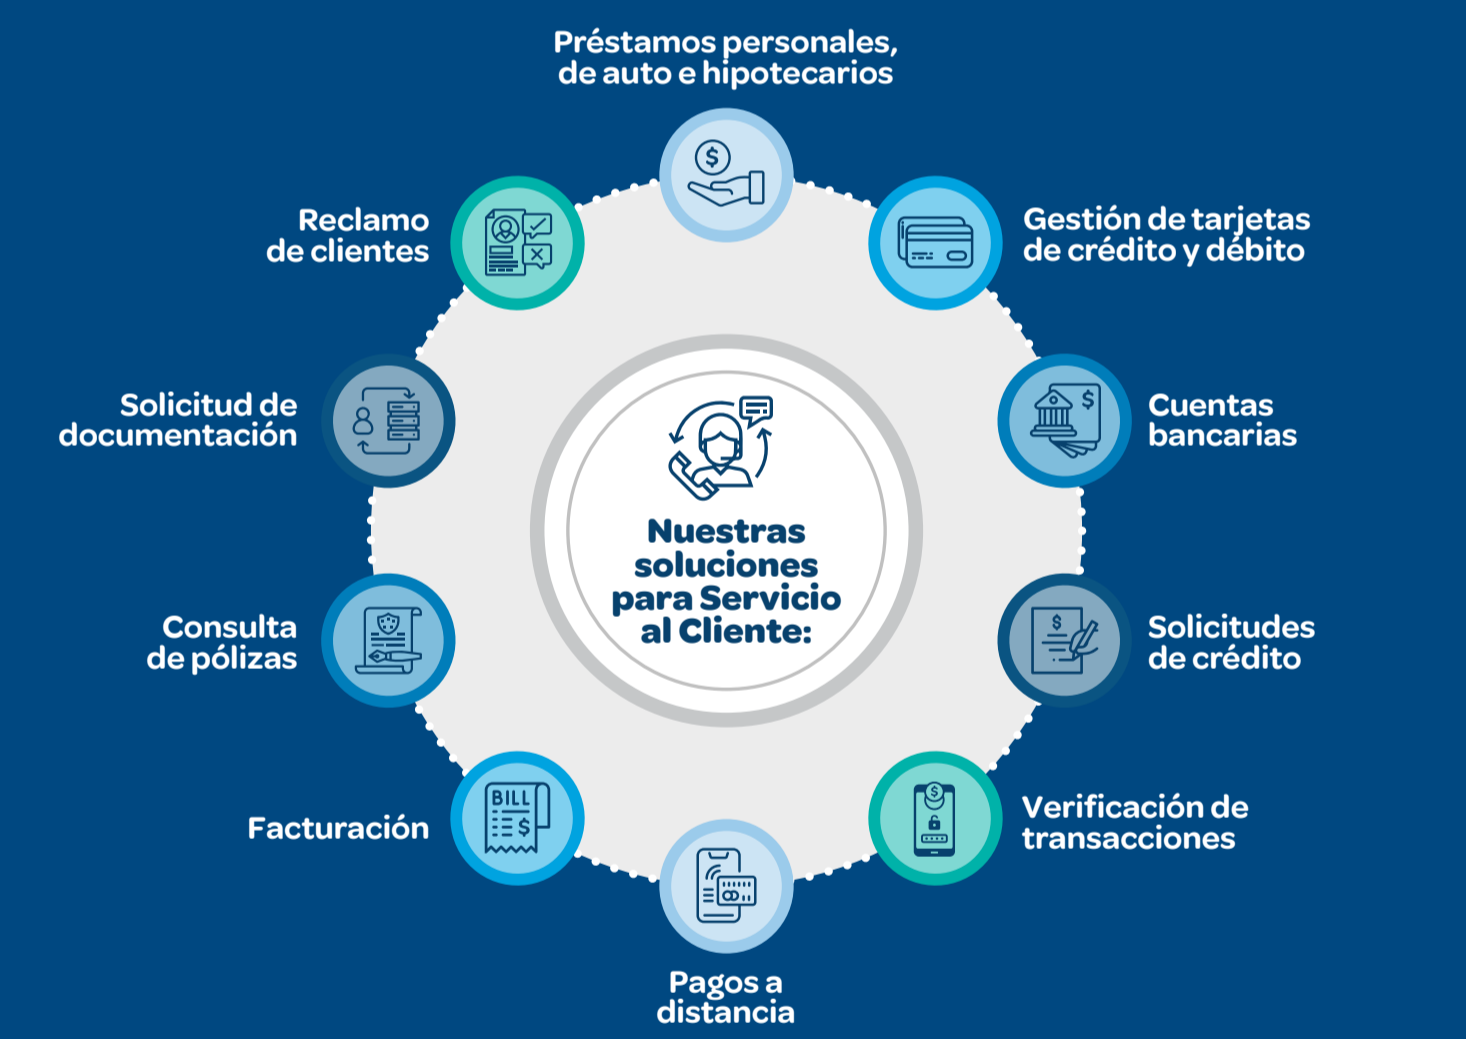 Préstamos personales,
de auto e hipotecarios
Gestión de tarjetas
de crédito y débito
Cuentas
bancarias
Solicitudes
de crédito
Verificación de
transacciones
Pagos a
distancia
Facturación
BILL
$
Consulta
de pólizas
Solicitud de
documentación
Reclamo
de clientes
Nuestras
soluciones
para Servicio
al Cliente:
$
$
$
$